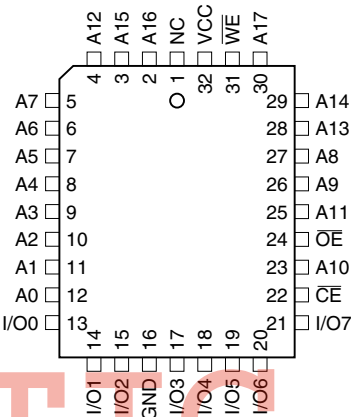 A12 A15 A16 NC VCC WE A17
4 3 2 1 32 31 30
A7 5 29 A14
A6 6 28 A13
A5 7 27 A8
A4 8 26 A9
A3 9 25 A11
A2 10 24 OE
A1 11 23 A10
A0 12 22 CE
I/O0 13 21 I/O7
14 15 16 17 18 19 20
I/O1 I/O2 GND I/O3 I/O4 I/O5 I/O6